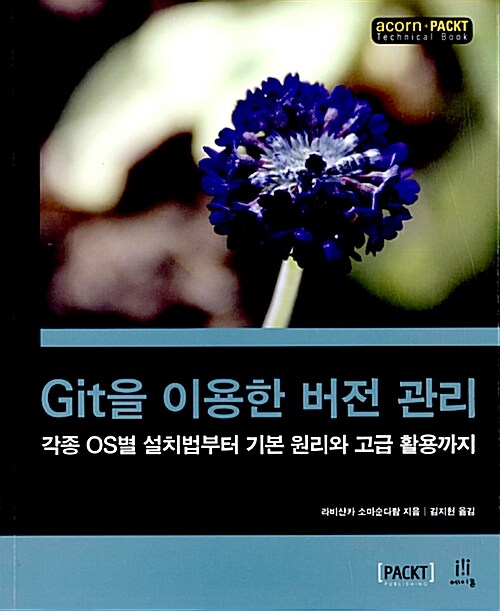 acorn+PACKT
Technical Book
Git을 이용한 버전 관리
각종 OS별 설치법부터 기본 원리와 고급 활용까지
라비샨카 소마순다람 지음 | 김지헌 옮김
[PACKT]
PUBLISHING
에이콘